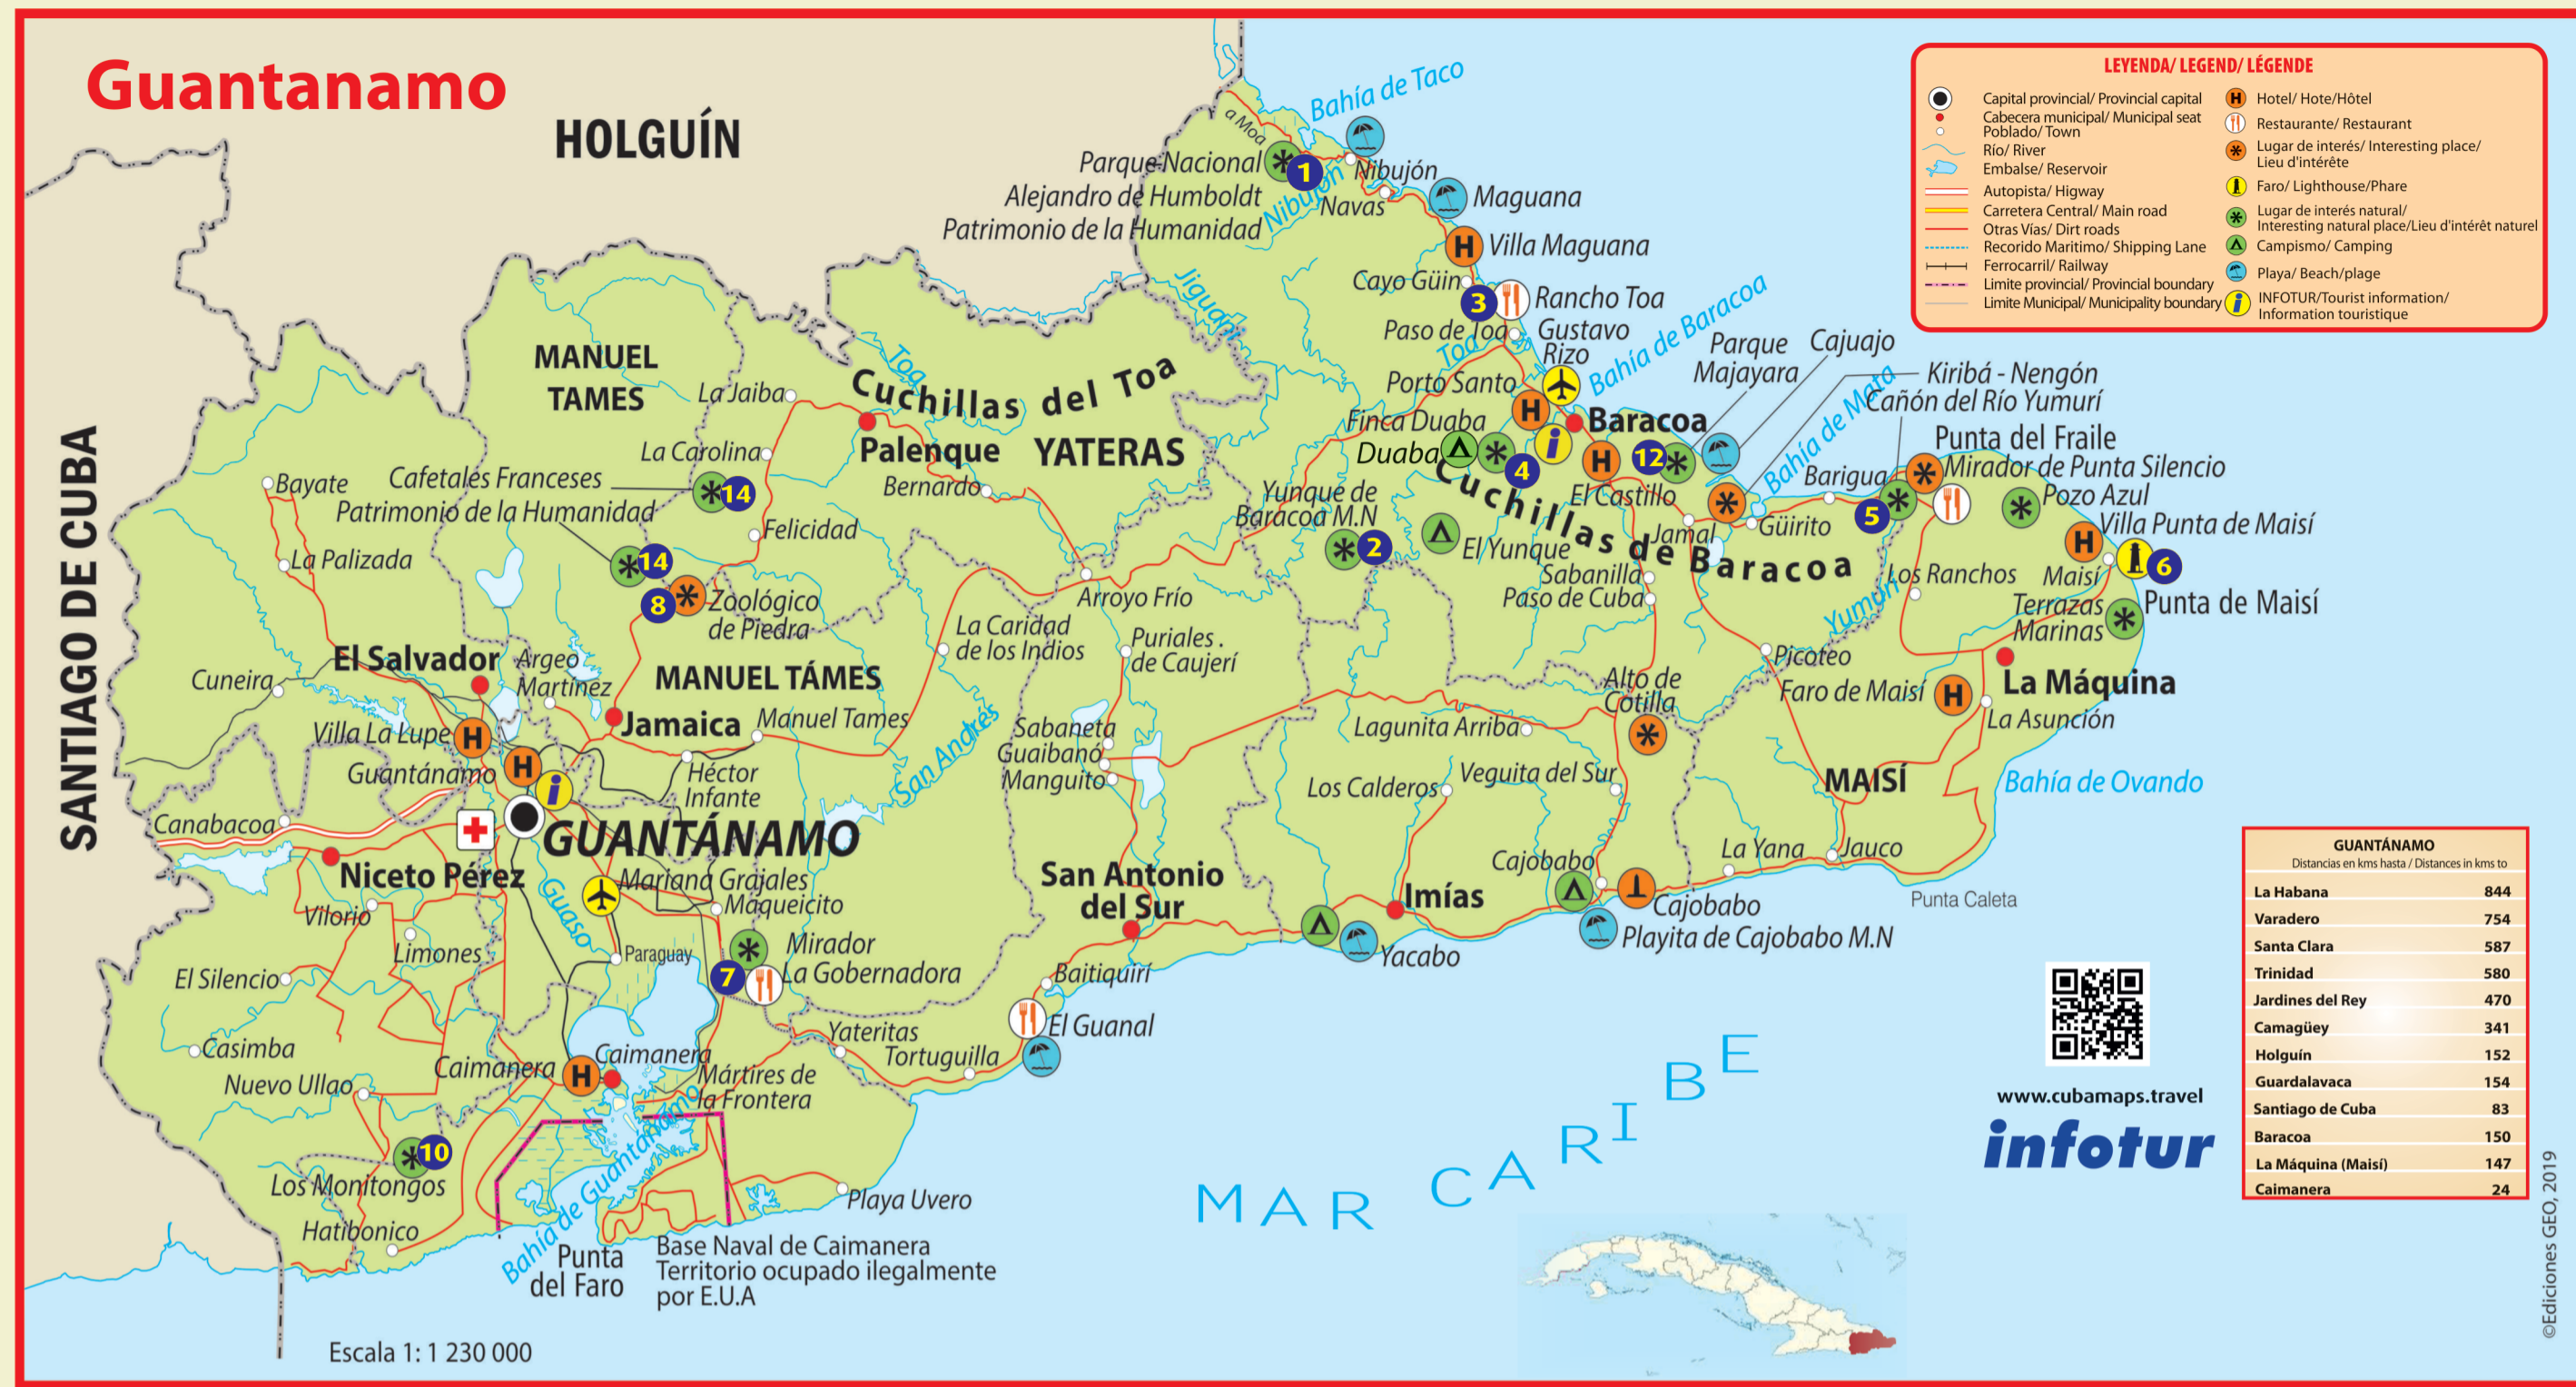 Guantanamo
HOLGUÍN
SANTIAGO DE CUBA
LEYENDA/ LEGEND/ LÉGENDE
Capital provincial/ Provincial capital
Cabecera municipal/ Municipal seat
Poblado/ Town
Río/ River
Embalse/ Reservoir
Autopista/ Higway
Carretera Central/ Main road
Otras Vías/ Dirt roads
Recorido Maritimo/ Shipping Lane
Ferrocarril/ Railway
Limite provincial/ Provincial boundary
Limite Municipal/ Municipality boundary
H
Hotel/ Hote/Hôtel
Restaurante/ Restaurant
Lugar de interés/ Interesting place/
Lieu d'intérête
Faro/ Lighthouse/Phare
Lugar de interés natural/
Interesting natural place/Lieu d'intérêt naturel
Campismo/ Camping
Playa/ Beach/plage
i
INFOTUR/Tourist information/
Information touristique
a Moa
Bahía de Taco
Parque Nacional
Alejandro de Humboldt
Patrimonio de la Humanidad
1
Nibujón
Nibujón
Navas
Maguana
H
Villa Maguana
Jiguaní
Cayo Güin
3
Rancho Toa
Paso de Toa
Gustavo
Rizo
Toa
Bahía de Baracoa
Porto Santo
H
Finca Duaba
Duaba
4
i
Baracoa
H
El Castillo
12
Parque
Majayara
Cajuajo
Kiribá - Nengón
Cañón del Río Yumurí
Bahía de Mata
Punta del Fraile
Mirador de Punta Silencio
Barigua
5
Pozo Azul
Villa Punta de Maisí
H
6
Maisí
Punta de Maisí
Terrazas
Marinas
Los Ranchos
Yumurí
Güirito
Jamal
Cuchillas de Baracoa
Yunque de
Baracoa M.N
2
El Yunque
Sabanilla
Paso de Cuba
Picoteo
La Máquina
Faro de Maisí
H
La Asunción
MAISÍ
Bahía de Ovando
Alto de
Cotilla
Lagunita Arriba
Los Calderos
Veguita del Sur
La Yana
Jauco
Punta Caleta
Cajobabo
Cajobabo
Playita de Cajobabo M.N
Imías
Yacabo
MANUEL
TAMES
La Jaiba
Toa
Cuchillas del Toa
Palenque
YATERAS
La Carolina
Bernardo
Cafetales Franceses
14
Patrimonio de la Humanidad
14
Felicidad
8
Zoológico
de Piedra
Bayate
La Palizada
Arroyo Frío
La Caridad
de los Indios
Puriales .
de Caujerí
El Salvador
Argeo
Martínez
MANUEL TÁMES
Cuneira
Jamaica
Manuel Tames
San Andrés
Sabaneta
Guaibanó
Manguito
Villa La Lupe
H
Guantánamo
H
i
Héctor
Infante
Canabacoa
GUANTÁNAMO
Niceto Pérez
Guaso
Mariana Grajales
Maqueicito
San Antonio
del Sur
Vilorio
Limones
Paraguay
Mirador
La Gobernadora
7
El Silencio
Baitiquirí
Casimba
Yateritas
El Guanal
Tortuguilla
Caimanera
H
Caimanera
Mártires de
la Frontera
Nuevo Ullao
10
Los Monitongos
Bahía de Guantánamo
Playa Uvero
Hatibonico
Punta
del Faro
Base Naval de Caimanera
Territorio ocupado ilegalmente
por E.U.A
MAR CARIBE
Escala 1: 1 230 000
www.cubamaps.travel
infotur
GUANTÁNAMO
Distancias en kms hasta / Distances in kms to
La Habana 844
Varadero 754
Santa Clara 587
Trinidad 580
Jardines del Rey 470
Camagüey 341
Holguín 152
Guardalavaca 154
Santiago de Cuba 83
Baracoa 150
La Máquina (Maisí) 147
Caimanera 24
©Ediciones GEO, 2019